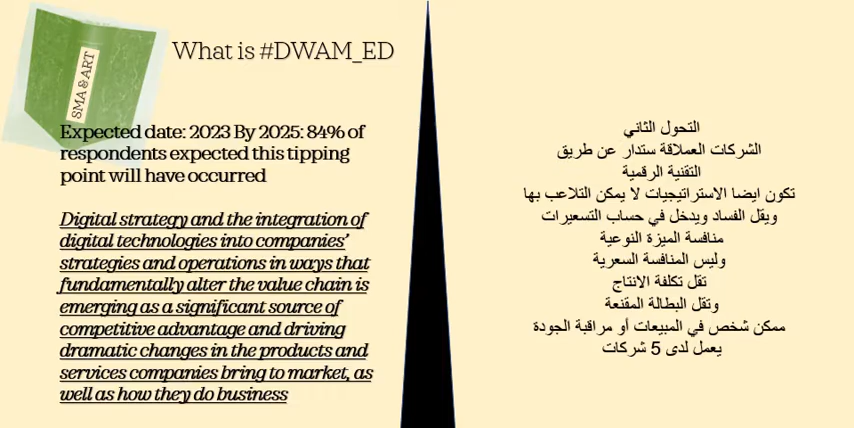 SMA & ART
What is #DWAM_ED
Expected date: 2023 By 2025: 84% of
respondents expected this tipping
point will have occurred
Digital strategy and the integration of
digital technologies into companies'
strategies and operations in ways that
fundamentally alter the value chain is
emerging as a significant source of
competitive advantage and driving
dramatic changes in the products and
services companies bring to market, as
well as how they do business
التحول الثاني
الشركات العملاقة ستدار عن طريق
التقنية الرقمية
تكون ايضا الاستراتيجيات لا يمكن التلاعب بها
ويقل الفساد ويدخل في حساب التسعيرات
منافسة الميزة النوعية
وليس المنافسة السعرية
تقل تكلفة الانتاج
وتقل البطالة المقنعة
ممكن شخص في المبيعات أو مراقبة الجودة
يعمل لدى 5 شركات